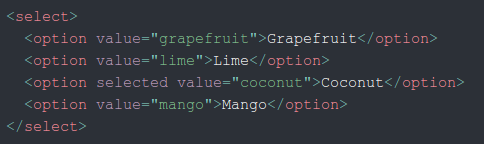 <select>
  <option value="grapefruit">Grapefruit</option>
  <option value="lime">Lime</option>
  <option selected value="coconut">Coconut</option>
  <option value="mango">Mango</option>
</select>